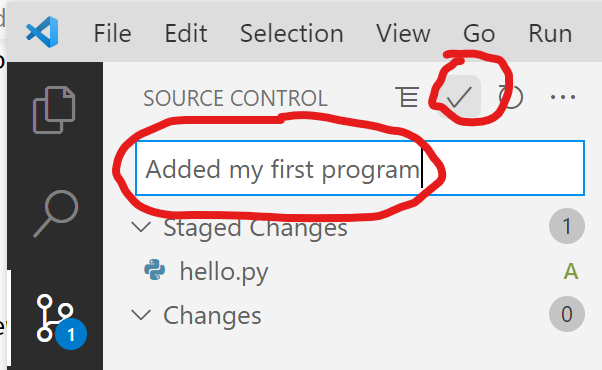 File Edit Selection View Go Run
SOURCE CONTROL
Added my first program
Staged Changes 1
hello.py A
Changes 0
1